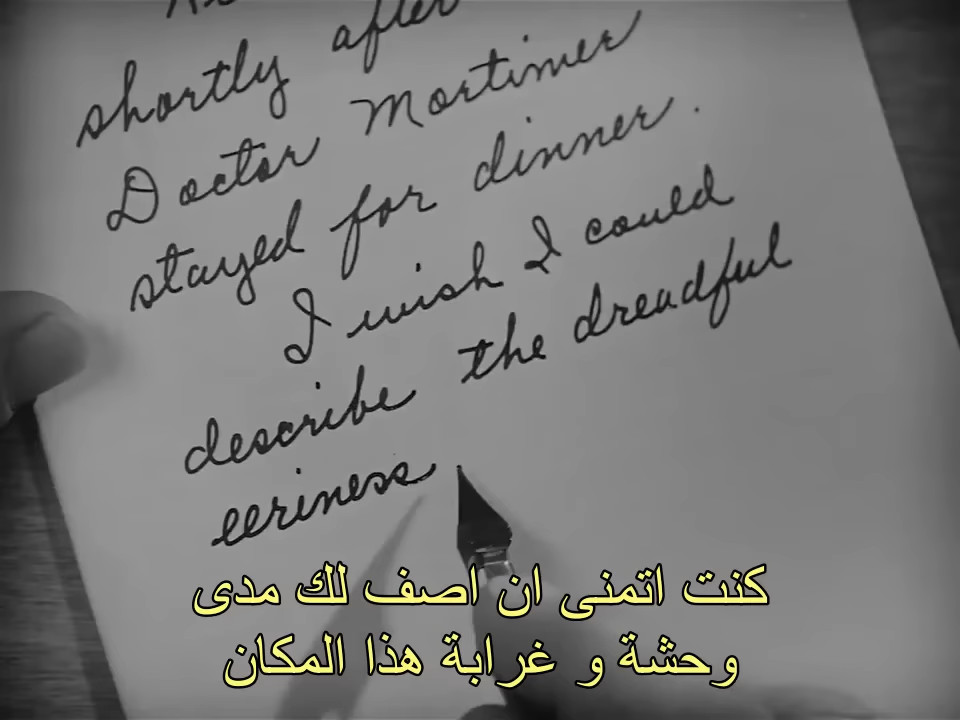 shortly after
Doctor Mortimer
stayed for dinner.
I wish I could
describe the dreadful
eeriness
كنت اتمنى ان اصف لك مدى
وحشة و غرابة هذا المكان